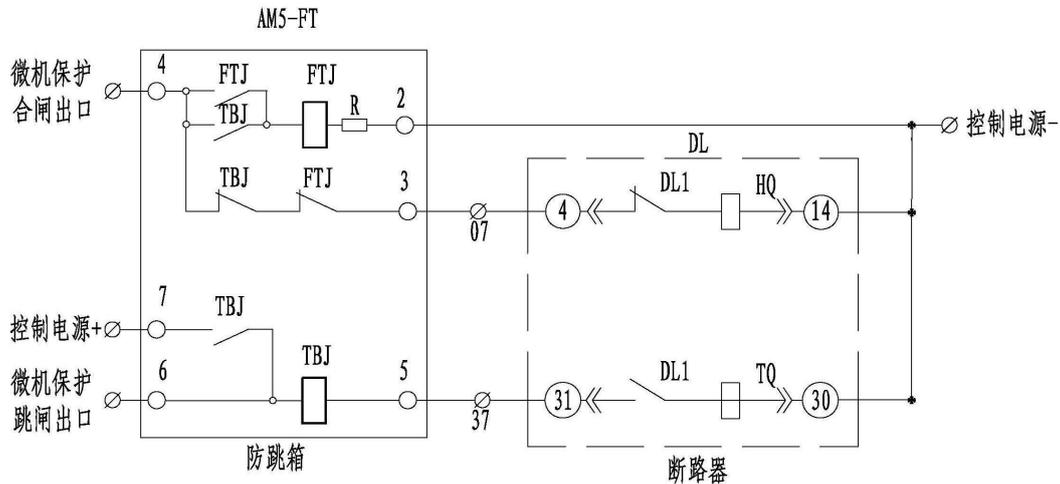 AM5-FT
微机保护
合闸出口
4
FTJ
FTJ
TBJ
R
2
控制电源-
TBJ
FTJ
3
07
DL
4
DL1
HQ
14
控制电源+
7
TBJ
微机保护
跳闸出口
6
TBJ
5
37
31
DL1
TQ
30
防跳箱
断路器